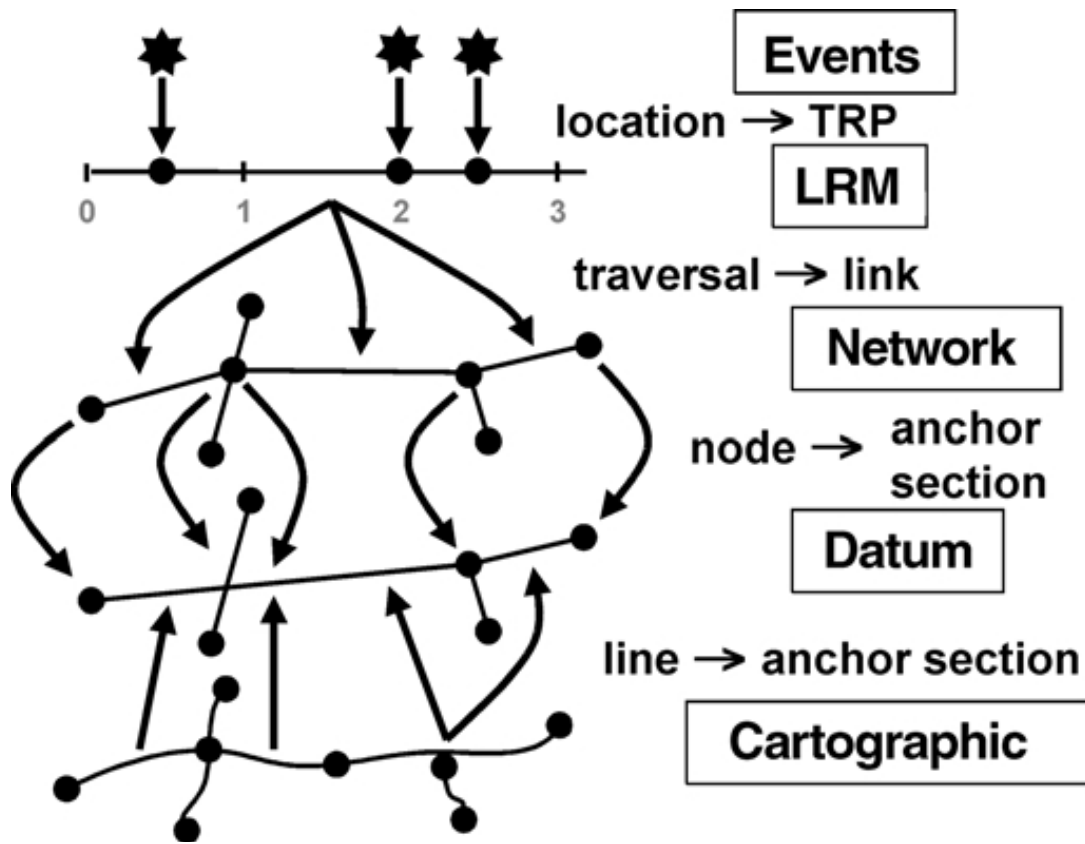 Events
location → TRP
LRM
0 1 2 3
traversal → link
Network
node → anchor
section
Datum
line → anchor section
Cartographic